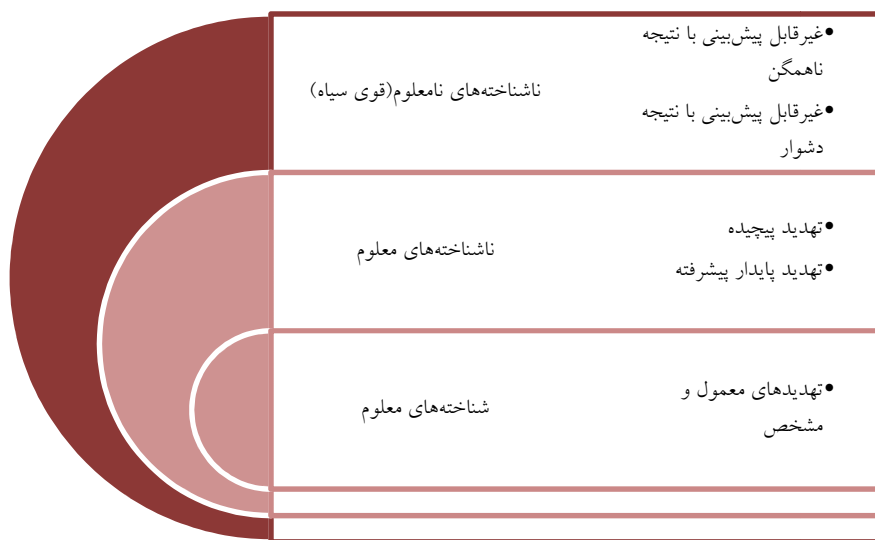 •غیرقابل پیش‌بینی با نتیجه
ناهمگن
•غیرقابل پیش‌بینی با نتیجه
دشوار
ناشناخته‌های نامعلوم(قوی سیاه)
•تهدید پیچیده
•تهدید پایدار پیشرفته
ناشناخته‌های معلوم
•تهدیدهای معمول و
مشخص
شناخته‌های معلوم